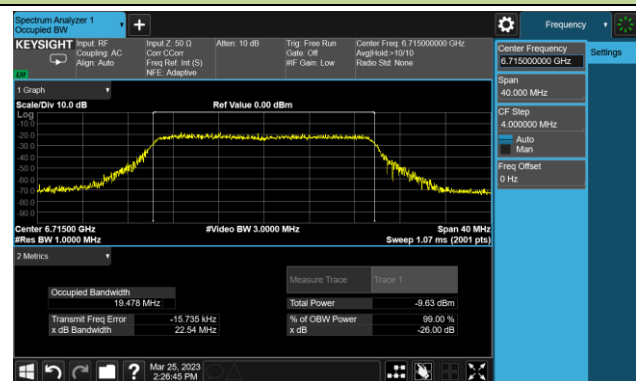 Spectrum Analyzer 1
Occupied BW
Frequency
KEYSIGHT
Input: RF
Coupling: AC
Align: Auto
Input Z: 50 Ω
Corr CCorr
Freq Ref: Int (S)
NFE: Adaptive
Atten: 10 dB
Trig: Free Run
Gate: Off
#IF Gain: Low
Center Freq: 6.715000000 GHz
Avg|Hold:>10/10
Radio Std: None
LXI
1 Graph
Scale/Div 10.0 dB
Ref Value 0.00 dBm
Log
-10.0
-20.0
-30.0
-40.0
-50.0
-60.0
-70.0
-80.0
-90.0
Center 6.71500 GHz
#Video BW 3.0000 MHz
Span 40 MHz
#Res BW 1.0000 MHz
Sweep 1.07 ms (2001 pts)
2 Metrics
Measure Trace
Trace 1
Occupied Bandwidth
19.478 MHz
Total Power
-9.63 dBm
Transmit Freq Error
-15.735 kHz
% of OBW Power
99.00 %
x dB Bandwidth
22.54 MHz
x dB
-26.00 dB
Center Frequency
6.715000000 GHz
Settings
Span
40.000 MHz
CF Step
4.000000 MHz
Auto
Man
Freq Offset
0 Hz
?
Mar 25, 2023
2:26:45 PM